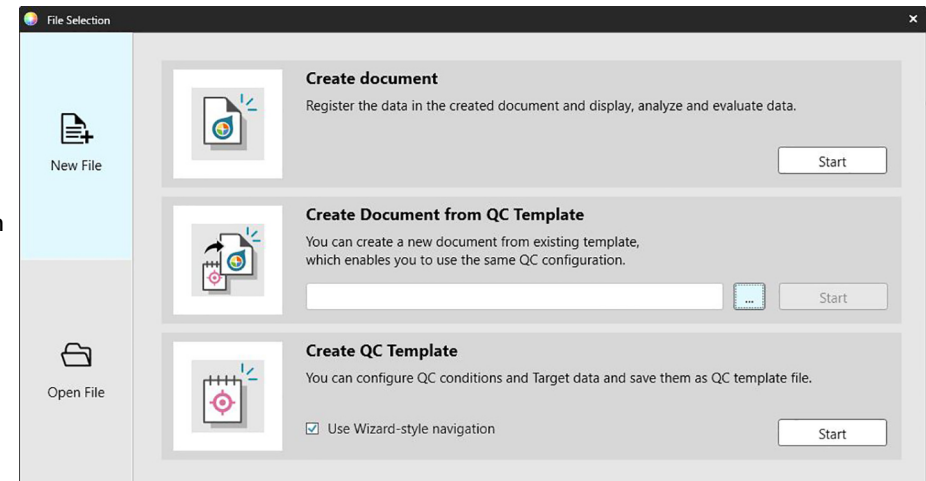 File Selection
New File
Open File
Create document
Register the data in the created document and display, analyze and evaluate data.
Start
Create Document from QC Template
You can create a new document from existing template,
which enables you to use the same QC configuration.
...
Start
Create QC Template
You can configure QC conditions and Target data and save them as QC template file.
Use Wizard-style navigation
Start